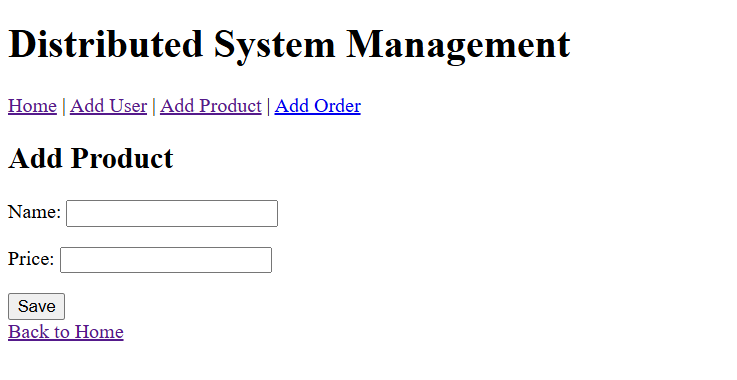 Distributed System Management
Home | Add User | Add Product | Add Order
Add Product
Name:
Price:
Save
Back to Home